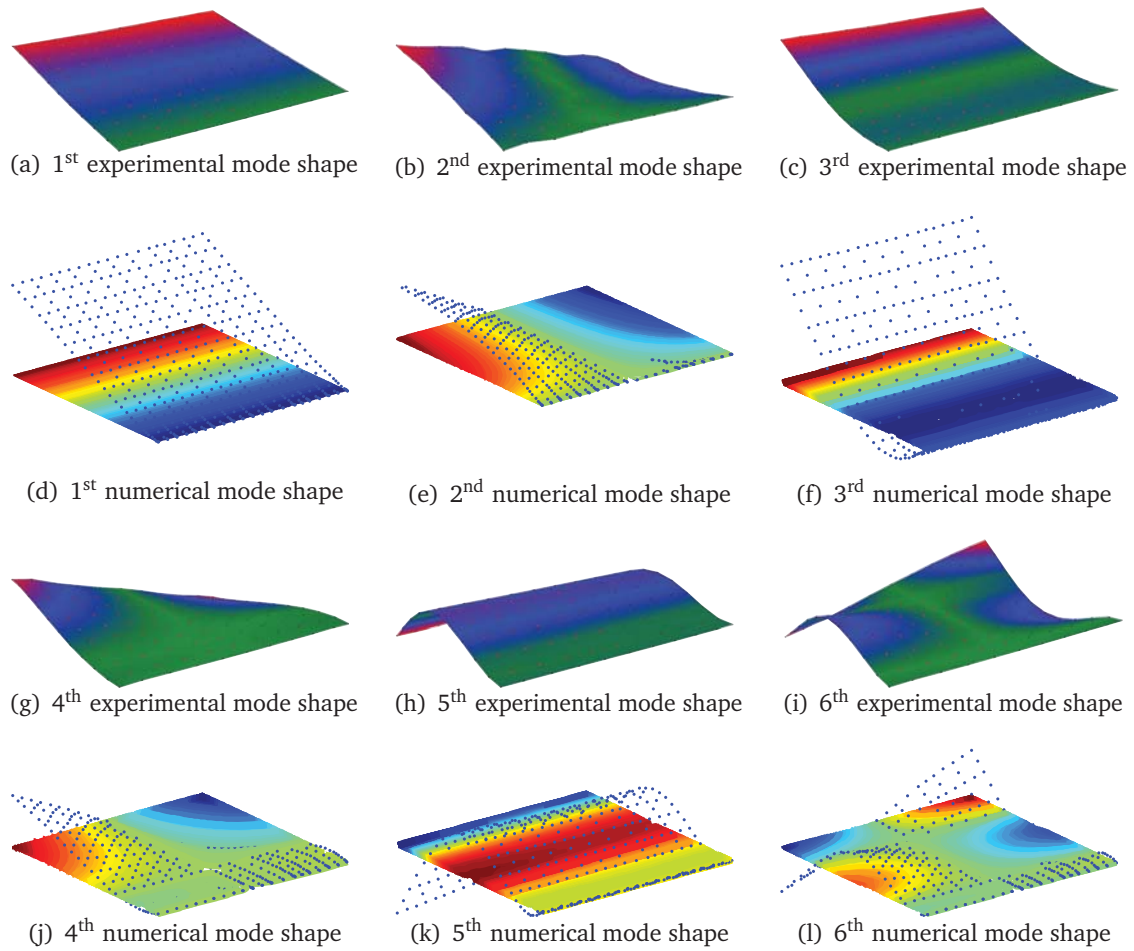 (a) 1st experimental mode shape
(b) 2nd experimental mode shape
(c) 3rd experimental mode shape
(d) 1st numerical mode shape
(e) 2nd numerical mode shape
(f) 3rd numerical mode shape
(g) 4th experimental mode shape
(h) 5th experimental mode shape
(i) 6th experimental mode shape
(j) 4th numerical mode shape
(k) 5th numerical mode shape
(l) 6th numerical mode shape